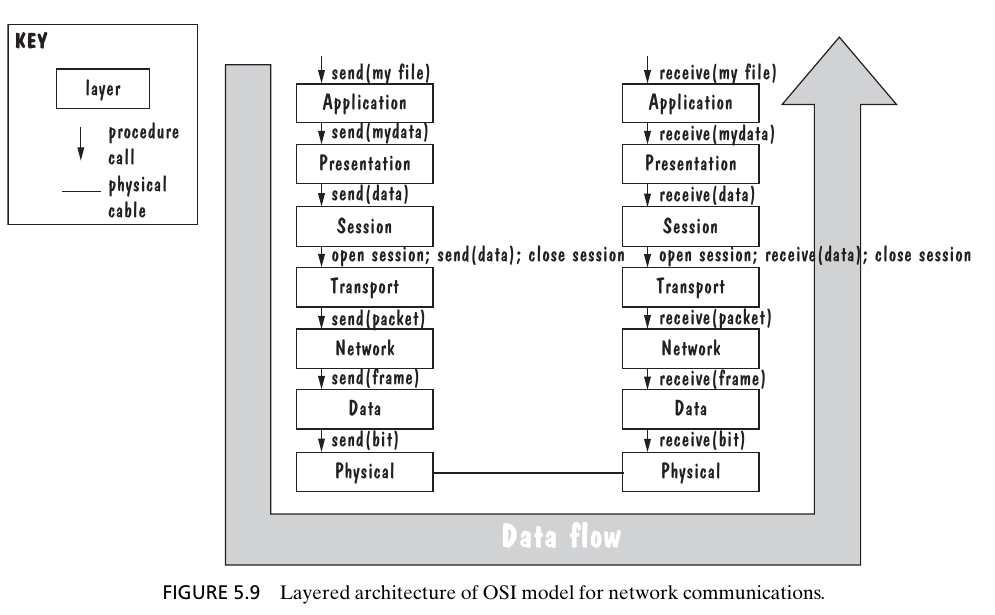 KEY
layer
procedure
call
physical
cable
send(my file)
Application
send(mydata)
Presentation
send(data)
Session
open session; send(data); close session
Transport
send(packet)
Network
send(frame)
Data
send(bit)
Physical
receive(my file)
Application
receive(mydata)
Presentation
receive(data)
Session
open session; receive(data); close session
Transport
receive(packet)
Network
receive(frame)
Data
receive(bit)
Physical
Data flow
FIGURE 5.9 Layered architecture of OSI model for network communications.